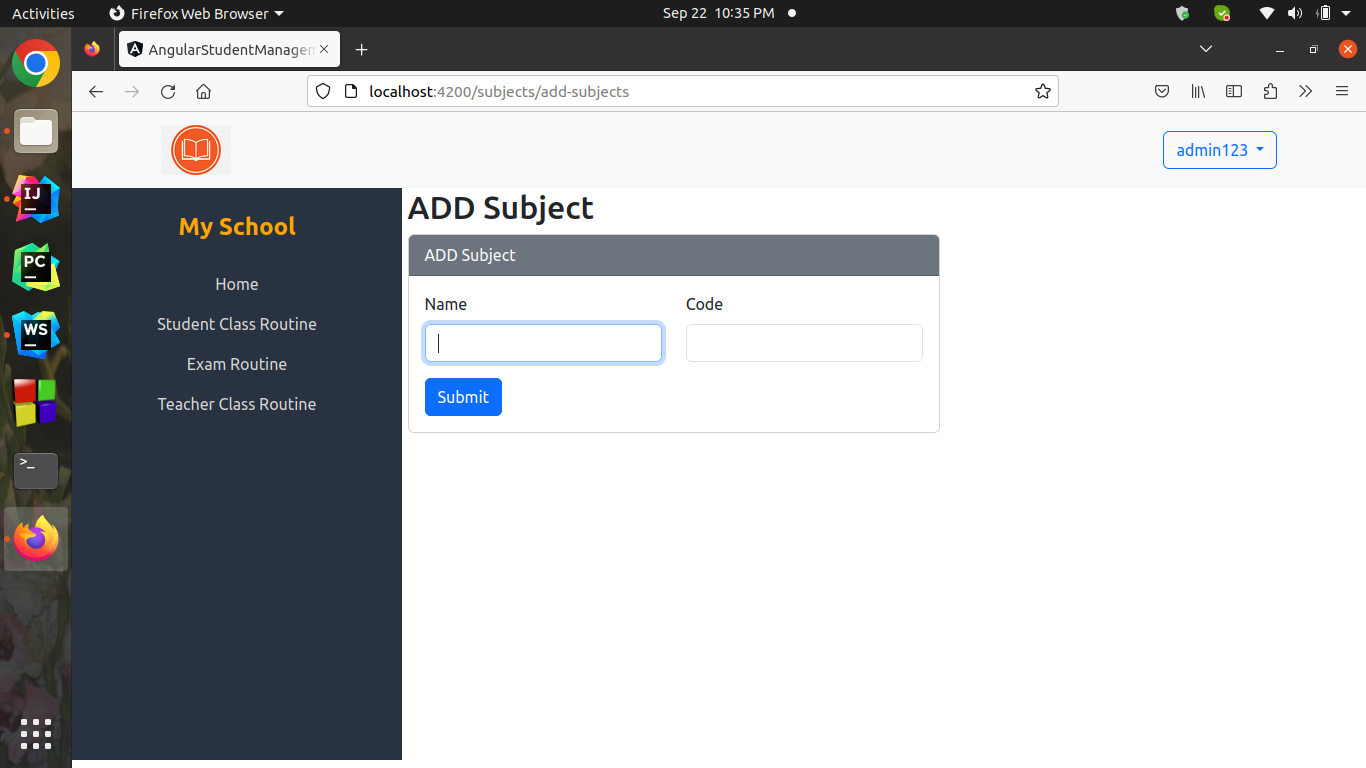 Activities Firefox Web Browser Sep 22 10:35 PM
AngularStudentManagem
localhost:4200/subjects/add-subjects
admin123
My School
Home
Student Class Routine
Exam Routine
Teacher Class Routine
ADD Subject
ADD Subject
Name Code
Submit
IJ
PC
WS
>_